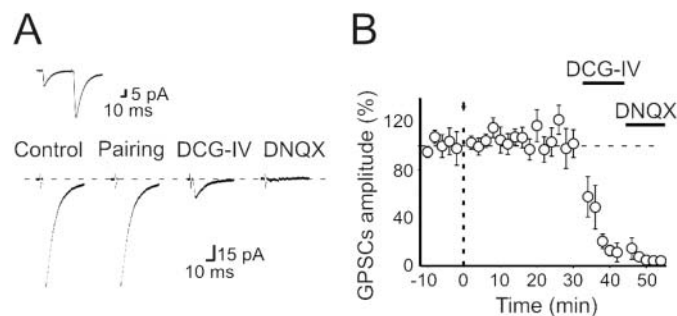 A
5 pA
10 ms
Control Pairing DCG-IV DNQX
15 pA
10 ms
B
DCG-IV
DNQX
GPSCs amplitude (%)
120
80
40
0
-10 0 10 20 30 40 50
Time (min)